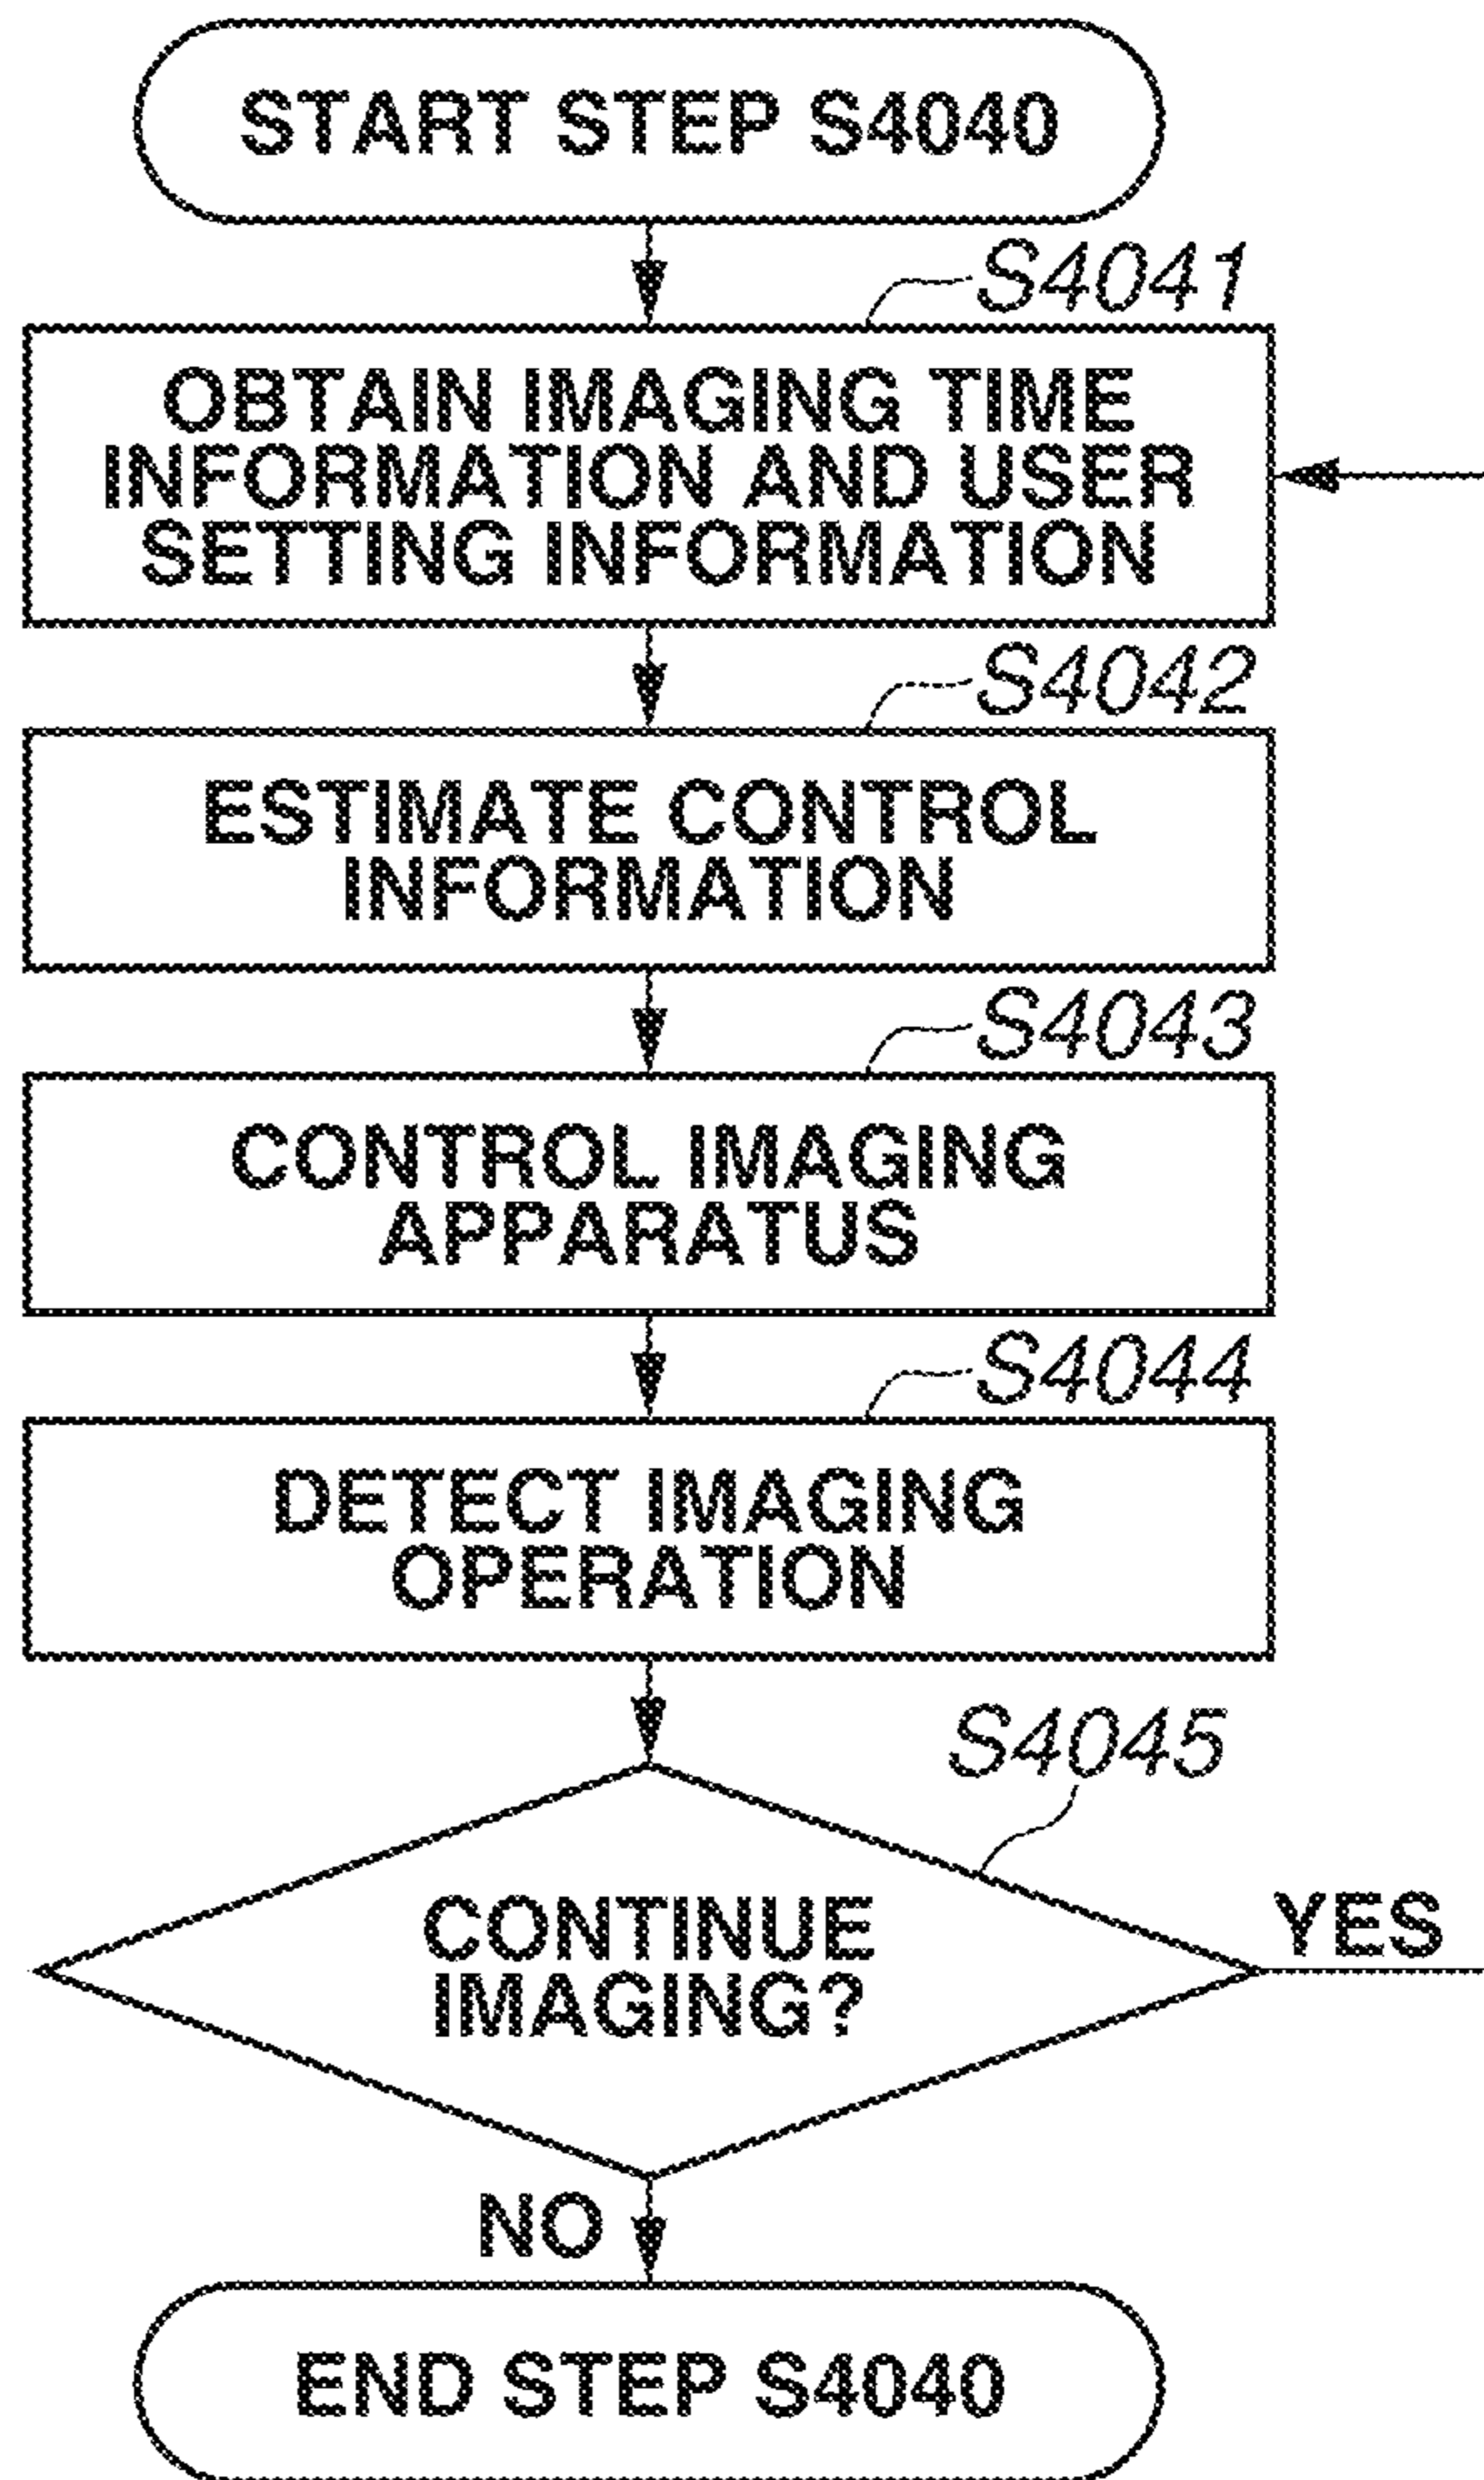 START STEP S4040
S4041
OBTAIN IMAGING TIME
INFORMATION AND USER
SETTING INFORMATION
S4042
ESTIMATE CONTROL
INFORMATION
S4043
CONTROL IMAGING
APPARATUS
S4044
DETECT IMAGING
OPERATION
S4045
CONTINUE
IMAGING?
YES
NO
END STEP S4040